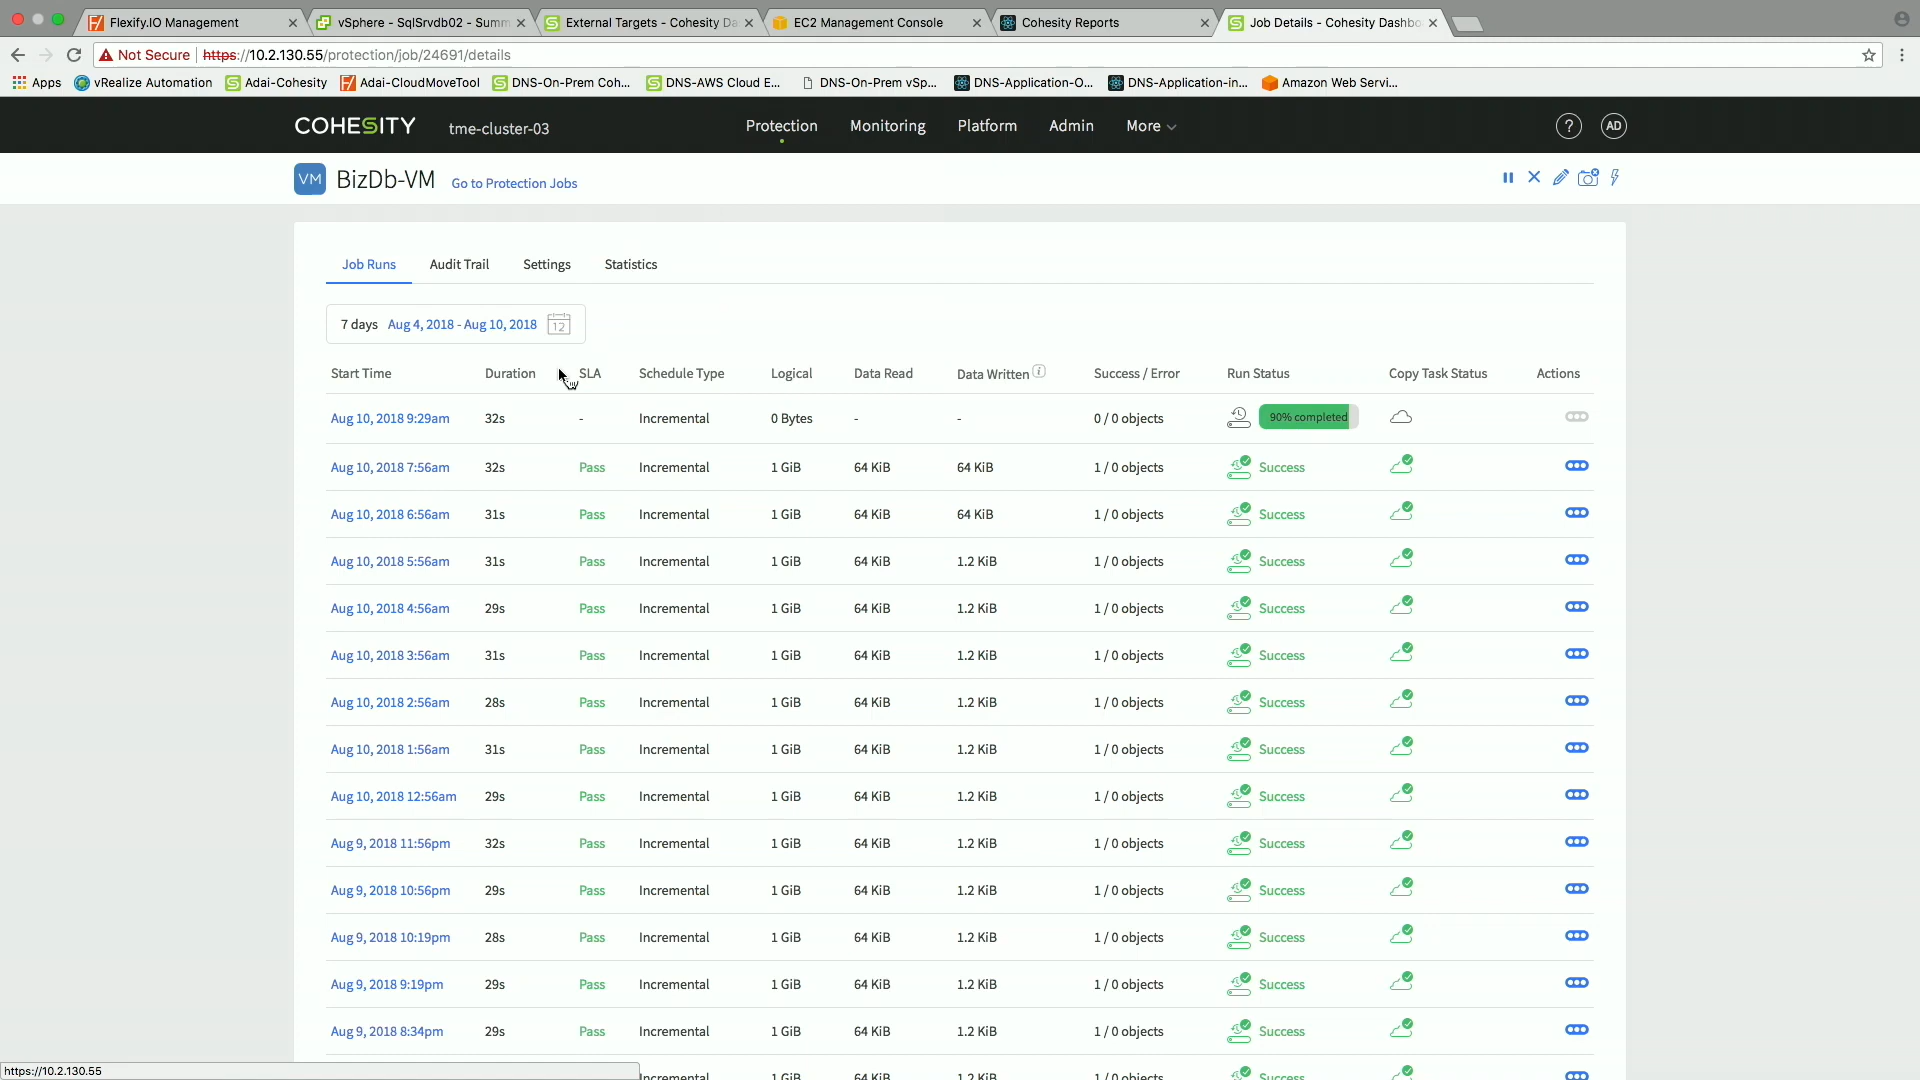 Flexify.IO Management
vSphere - SqlSrvdb02 - Summ
External Targets - Cohesity Da
EC2 Management Console
Cohesity Reports
Job Details - Cohesity Dashbo
Not Secure https://10.2.130.55/protection/job/24691/details
Apps vRealize Automation Adai-Cohesity Adai-CloudMoveTool DNS-On-Prem Coh... DNS-AWS Cloud E... DNS-On-Prem vSp... DNS-Application-O... DNS-Application-in... Amazon Web Servi...
COHESITY tme-cluster-03 Protection Monitoring Platform Admin More ? AD
VM BizDb-VM Go to Protection Jobs
Job Runs Audit Trail Settings Statistics
7 days Aug 4, 2018 - Aug 10, 2018 12
Start Time Duration SLA Schedule Type Logical Data Read Data Written i Success / Error Run Status Copy Task Status Actions
Aug 10, 2018 9:29am 32s - Incremental 0 Bytes - - 0 / 0 objects 90% completed
Aug 10, 2018 7:56am 32s Pass Incremental 1 GiB 64 KiB 64 KiB 1 / 0 objects Success
Aug 10, 2018 6:56am 31s Pass Incremental 1 GiB 64 KiB 64 KiB 1 / 0 objects Success
Aug 10, 2018 5:56am 31s Pass Incremental 1 GiB 64 KiB 1.2 KiB 1 / 0 objects Success
Aug 10, 2018 4:56am 29s Pass Incremental 1 GiB 64 KiB 1.2 KiB 1 / 0 objects Success
Aug 10, 2018 3:56am 31s Pass Incremental 1 GiB 64 KiB 1.2 KiB 1 / 0 objects Success
Aug 10, 2018 2:56am 28s Pass Incremental 1 GiB 64 KiB 1.2 KiB 1 / 0 objects Success
Aug 10, 2018 1:56am 31s Pass Incremental 1 GiB 64 KiB 1.2 KiB 1 / 0 objects Success
Aug 10, 2018 12:56am 29s Pass Incremental 1 GiB 64 KiB 1.2 KiB 1 / 0 objects Success
Aug 9, 2018 11:56pm 32s Pass Incremental 1 GiB 64 KiB 1.2 KiB 1 / 0 objects Success
Aug 9, 2018 10:56pm 29s Pass Incremental 1 GiB 64 KiB 1.2 KiB 1 / 0 objects Success
Aug 9, 2018 10:19pm 28s Pass Incremental 1 GiB 64 KiB 1.2 KiB 1 / 0 objects Success
Aug 9, 2018 9:19pm 29s Pass Incremental 1 GiB 64 KiB 1.2 KiB 1 / 0 objects Success
Aug 9, 2018 8:34pm 29s Pass Incremental 1 GiB 64 KiB 1.2 KiB 1 / 0 objects Success
https://10.2.130.55 Incremental 1 GiB 64 KiB 1.2 KiB 1 / 0 objects Success